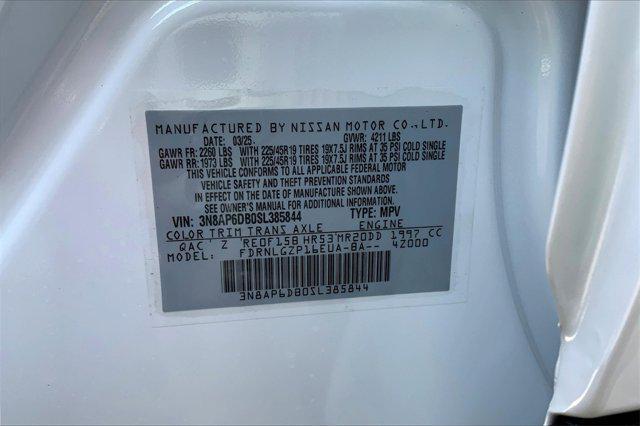 MANUFACTURED BY NISSAN MOTOR CO., LTD.
DATE: 03/25. GVWR: 4211 LBS
GAWR FR: 2260 LBS WITH 225/45R19 TIRES 19X7.5J RIMS AT 35 PSI COLD SINGLE
GAWR RR: 1973 LBS WITH 225/45R19 TIRES 19X7.5J RIMS AT 35 PSI COLD SINGLE
THIS VEHICLE CONFORMS TO ALL APPLICABLE FEDERAL MOTOR
VEHICLE SAFETY AND THEFT PREVENTION STANDARDS
IN EFFECT ON THE DATE OF MANUFACTURE SHOWN ABOVE.
SEE OWNER'S MANUAL FOR ADDITIONAL INFORMATION
VIN: 3N8AP6DB0SL385844 TYPE: MPV
COLOR TRIM TRANS AXLE ENGINE
QAC Z RE0F15B HR53 MR20DD 1997 CC
MODEL: FDRNLGZP16EUA-BA-- 4Z000
3N8AP6DB0SL385844